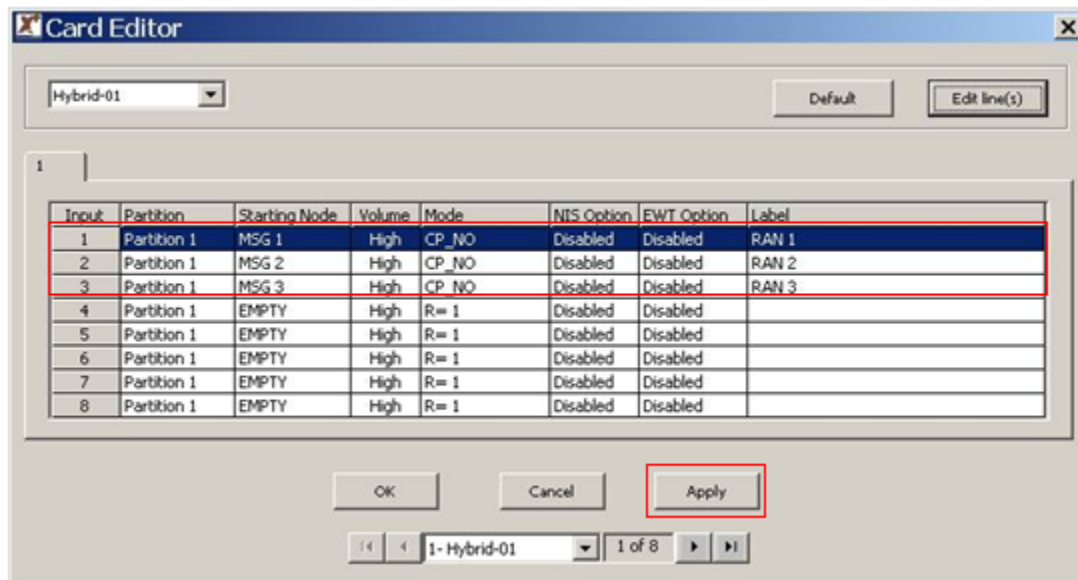 Card Editor
Hybrid-01 Default Edit line(s)
1
Input Partition Starting Node Volume Mode NIS Option EWT Option Label
1 Partition 1 MSG 1 High CP_NO Disabled Disabled RAN 1
2 Partition 1 MSG 2 High CP_NO Disabled Disabled RAN 2
3 Partition 1 MSG 3 High CP_NO Disabled Disabled RAN 3
4 Partition 1 EMPTY High R= 1 Disabled Disabled
5 Partition 1 EMPTY High R= 1 Disabled Disabled
6 Partition 1 EMPTY High R= 1 Disabled Disabled
7 Partition 1 EMPTY High R= 1 Disabled Disabled
8 Partition 1 EMPTY High R= 1 Disabled Disabled
OK Cancel Apply
1- Hybrid-01 1 of 8